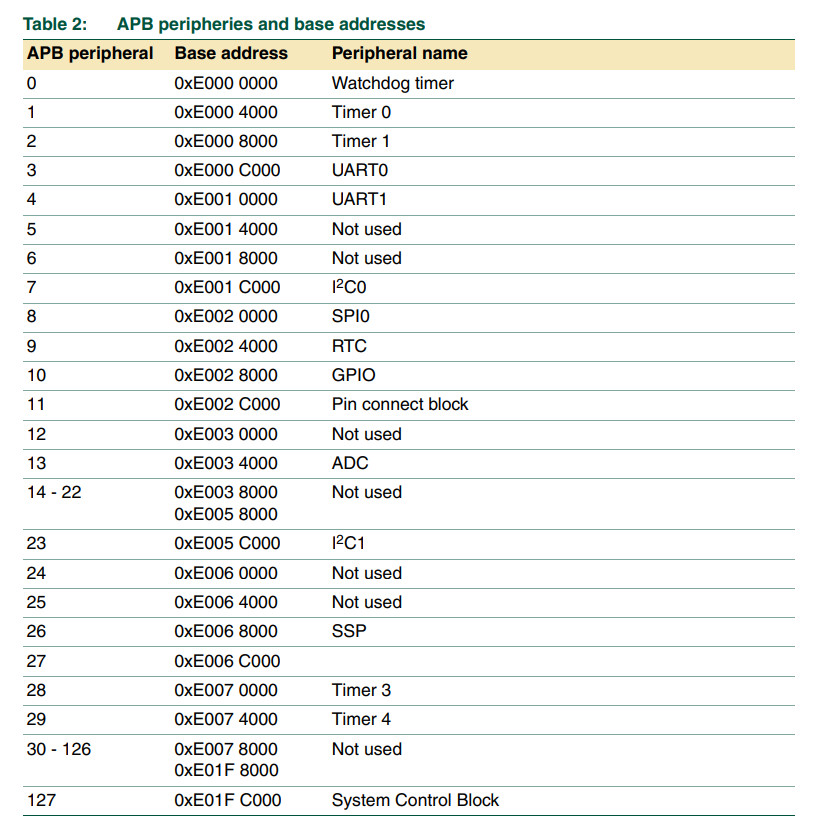 Table 2: APB peripheries and base addresses
APB peripheral Base address Peripheral name
0 0xE000 0000 Watchdog timer
1 0xE000 4000 Timer 0
2 0xE000 8000 Timer 1
3 0xE000 C000 UART0
4 0xE001 0000 UART1
5 0xE001 4000 Not used
6 0xE001 8000 Not used
7 0xE001 C000 I²C0
8 0xE002 0000 SPI0
9 0xE002 4000 RTC
10 0xE002 8000 GPIO
11 0xE002 C000 Pin connect block
12 0xE003 0000 Not used
13 0xE003 4000 ADC
14 - 22 0xE003 8000 Not used
0xE005 8000
23 0xE005 C000 I²C1
24 0xE006 0000 Not used
25 0xE006 4000 Not used
26 0xE006 8000 SSP
27 0xE006 C000
28 0xE007 0000 Timer 3
29 0xE007 4000 Timer 4
30 - 126 0xE007 8000 Not used
0xE01F 8000
127 0xE01F C000 System Control Block